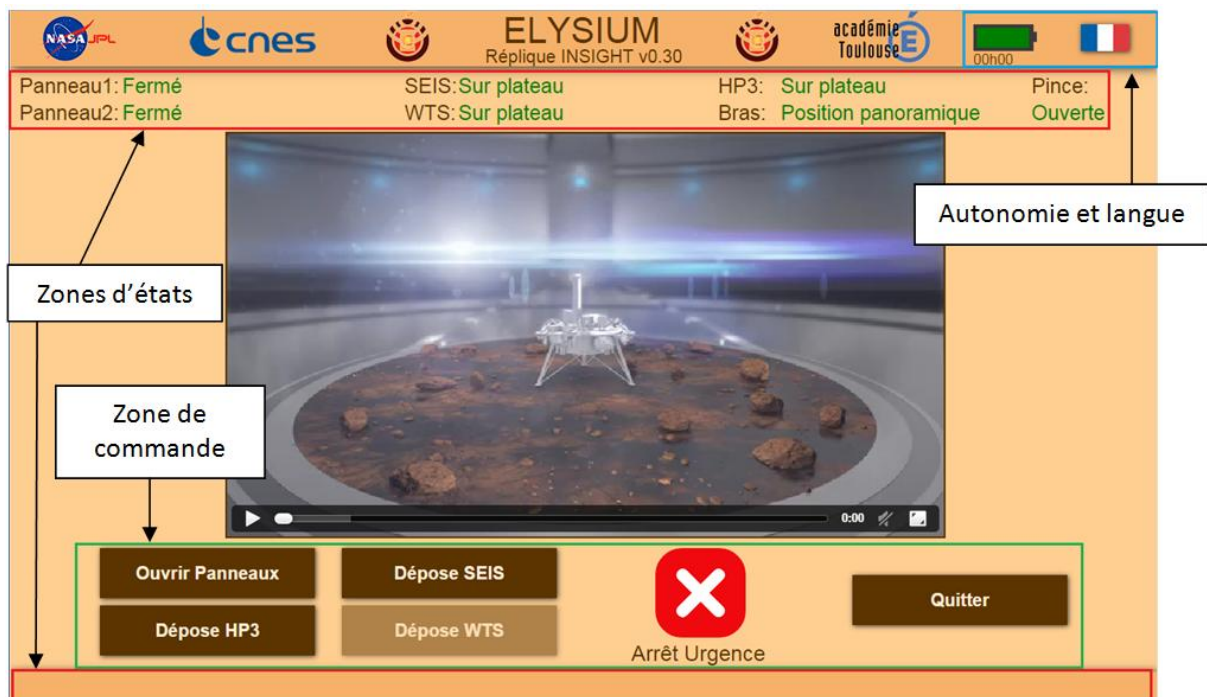 NASA JPL
cnes
ELYSIUM
Réplique INSIGHT v0.30
académie
Toulouse
É
00h00
Panneau1: Fermé
SEIS: Sur plateau
HP3: Sur plateau
Pince:
Panneau2: Fermé
WTS: Sur plateau
Bras: Position panoramique
Ouverte
Autonomie et langue
Zones d'états
Zone de
commande
0:00
Ouvrir Panneaux
Dépose SEIS
Quitter
Dépose HP3
Dépose WTS
Arrêt Urgence